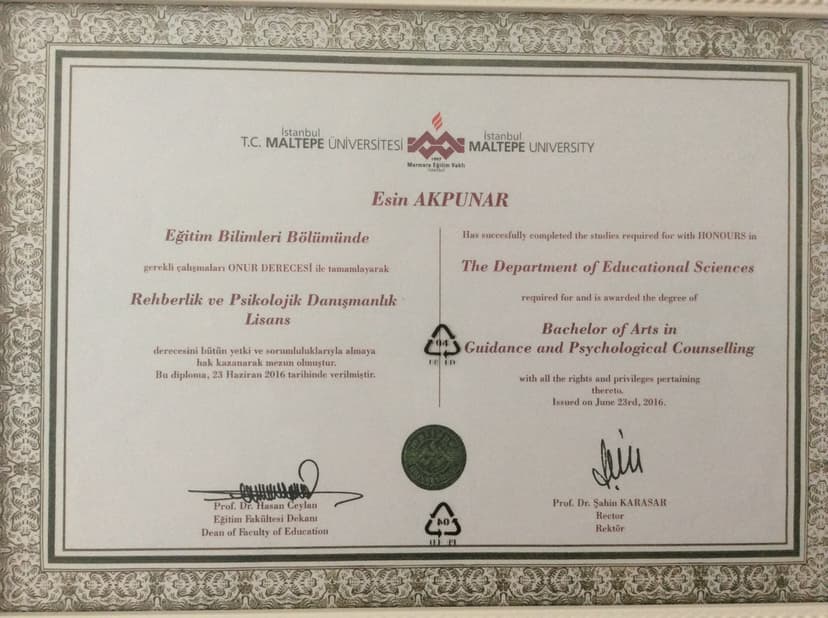 İstanbul
T.C. MALTEPE ÜNİVERSİTESİ
1997
Marmara Eğitim Vakfı
İstanbul
İstanbul
MALTEPE UNIVERSITY
Esin AKPUNAR
Eğitim Bilimleri Bölümünde
gerekli çalışmaları ONUR DERECESİ ile tamamlayarak
Rehberlik ve Psikolojik Danışmanlık
Lisans
derecesini bütün yetki ve sorumluluklarıyla almaya
hak kazanarak mezun olmuştur.
Bu diploma, 23 Haziran 2016 tarihinde verilmiştir.
Has succesfully completed the studies required for with HONOURS in
The Department of Educational Sciences
required for and is awarded the degree of
Bachelor of Arts in
Guidance and Psychological Counselling
with all the rights and privileges pertaining
thereto.
Issued on June 23rd, 2016.
04
Prof. Dr. Hasan Ceylan
Eğitim Fakültesi Dekanı
Dean of Faculty of Education
04
Prof. Dr. Şahin KARASAR
Rector
Rektör